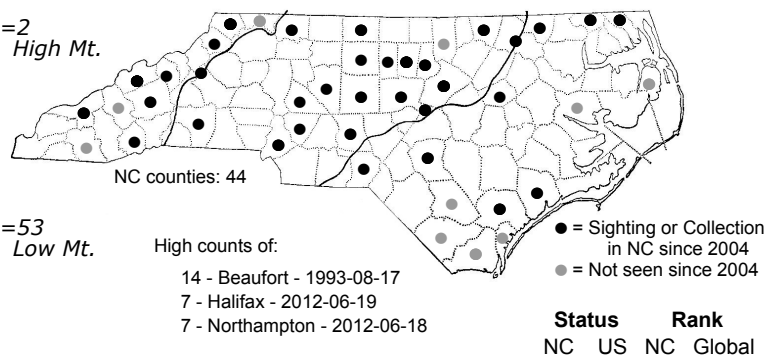 =2
High Mt.
NC counties: 44
=53
Low Mt.
High counts of:
14 - Beaufort - 1993-08-17
7 - Halifax - 2012-06-19
7 - Northampton - 2012-06-18
● = Sighting or Collection
in NC since 2004
● = Not seen since 2004
Status Rank
NC US NC Global